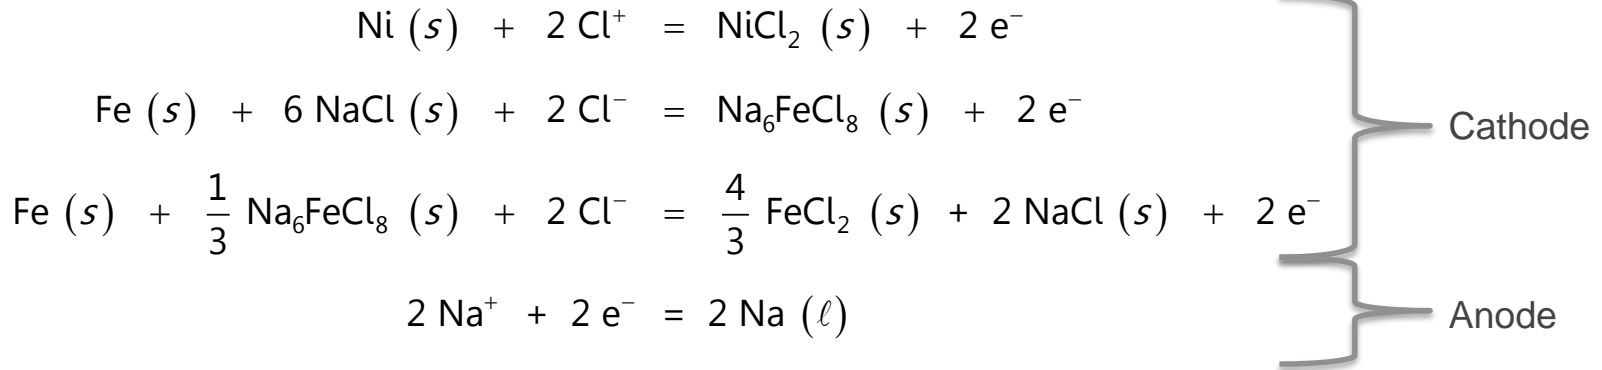 Ni (s) + 2 Cl⁺ = NiCl₂ (s) + 2 e⁻
Fe (s) + 6 NaCl (s) + 2 Cl⁻ = Na₆FeCl₈ (s) + 2 e⁻
Cathode
Fe (s) + 1/3 Na₆FeCl₈ (s) + 2 Cl⁻ = 4/3 FeCl₂ (s) + 2 NaCl (s) + 2 e⁻
2 Na⁺ + 2 e⁻ = 2 Na (ℓ)
Anode